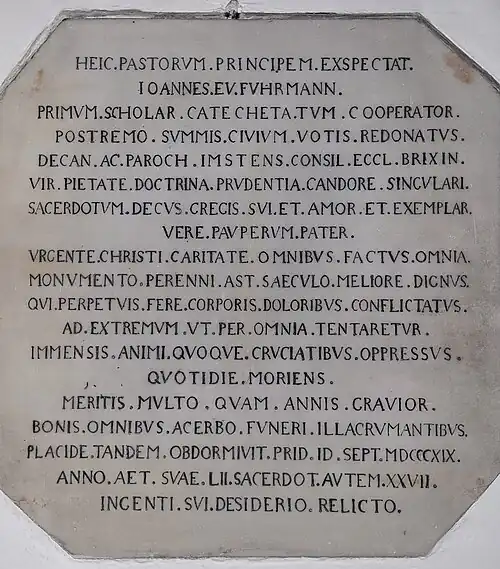 HEIC.PASTORVM.PRINCIPEM.EXSPECTAT.
IOANNES.EV.FVHRMANN.
PRIMVM.SCHOLAR.CATECHETA.TVM.COOPERATOR.
POSTREMO.SVMMIS.CIVIVM.VOTIS.REDONATVS.
DECAN.AC.PAROCH.IMSTENS.CONSIL.ECCL.BRIXIN.
VIR.PIETATE.DOCTRINA.PRVDENTIA.CANDORE.SINGVLARI.
SACERDOTVM.DECVS.GREGIS.SVI.ET.AMOR.ET.EXEMPLAR.
VERE.PAVPERVM.PATER.
VRGENTE.CHRISTI.CARITATE.OMNIBVS.FACTVS.OMNIA.
MONVMENTO.PERENNI.AST.SAECVLO.MELIORE.DIGNVS.
QVI.PERPETVIS.FERE.CORPORIS.DOLORIBVS.CONFLICTATVS.
AD.EXTREMVM.VT.PER.OMNIA.TENTARETVR.
IMMENSIS.ANIMI.QVOQVE.CRVCIATIBVS.OPPRESSVS.
QVOTIDIE.MORIENS.
MERITIS.MVLTO.QVAM.ANNIS.GRAVIOR.
BONIS.OMNIBVS.ACERBO.FVNERI.ILLACRVMANTIBVS.
PLACIDE.TANDEM.OBDORMIVIT.PRID.ID.SEPT.MDCCCXIX.
ANNO.AET.SVAE.LII.SACERDOT.AVTEM.XXVII.
INGENTI.SVI.DESIDERIO.RELICTO.